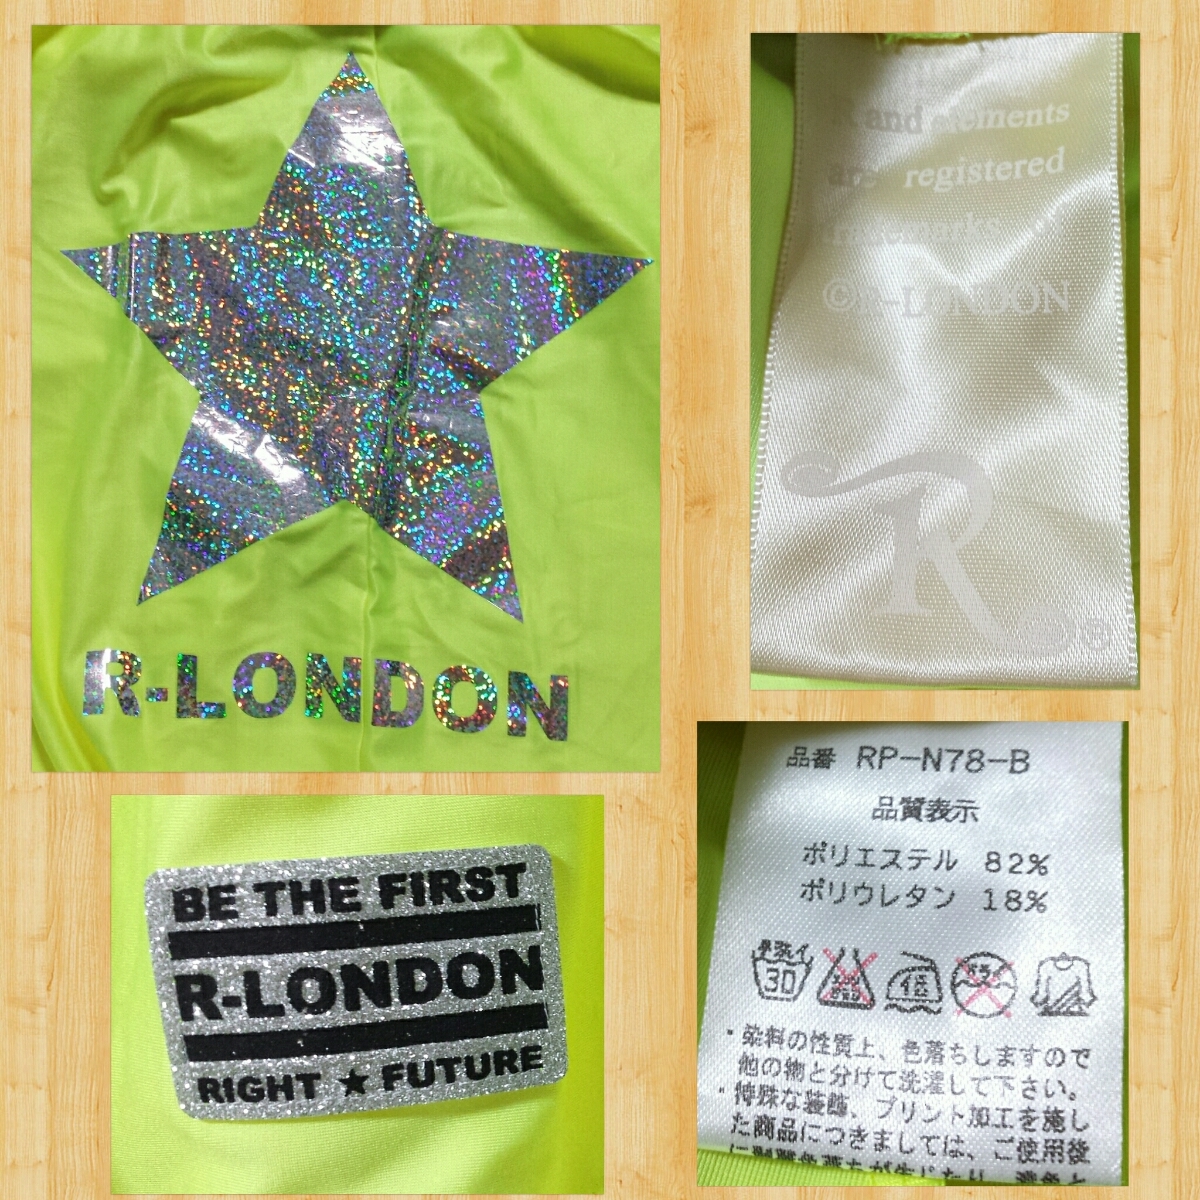 R-LONDON
R and elements
are registered
© R-LONDON
R®
BE THE FIRST
R-LONDON
RIGHT ★ FUTURE
品番 RP-N78-B
品質表示
ポリエステル 82%
ポリウレタン 18%
手洗イ 30 低
・染料の性質上、色落ちしますので
他の物と分けて洗濯して下さい。
・特殊な装飾、プリント加工を施し
た商品につきましては、ご使用後